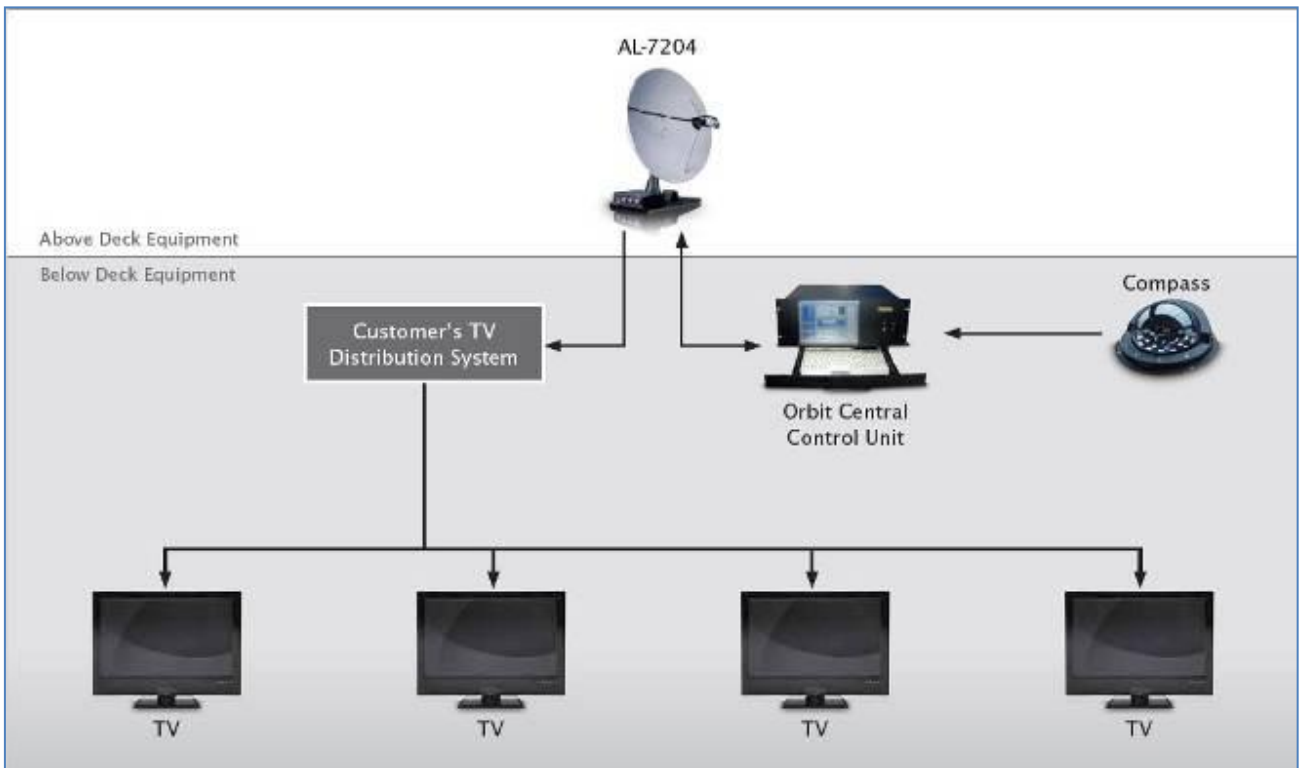 AL-7204
Above Deck Equipment
Below Deck Equipment
Compass
Customer's TV
Distribution System
Orbit Central
Control Unit
TV
TV
TV
TV